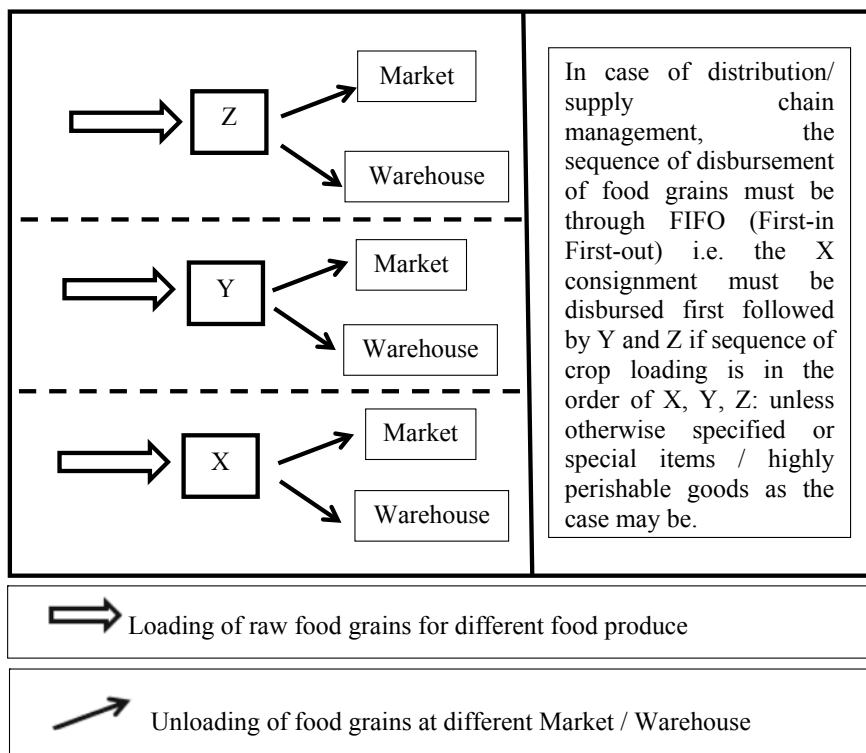 Z
Market
Warehouse
Y
Market
Warehouse
X
Market
Warehouse
In case of distribution/
supply chain
management, the
sequence of disbursement
of food grains must be
through FIFO (First-in
First-out) i.e. the X
consignment must be
disbursed first followed
by Y and Z if sequence of
crop loading is in the
order of X, Y, Z: unless
otherwise specified or
special items / highly
perishable goods as the
case may be.
Loading of raw food grains for different food produce
Unloading of food grains at different Market / Warehouse